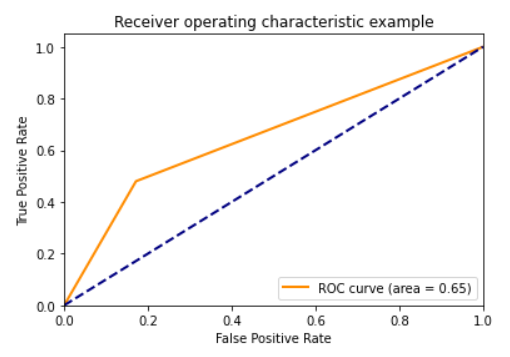 Receiver operating characteristic example
1.0
0.8
0.6
0.4
0.2
0.0
True Positive Rate
ROC curve (area = 0.65)
0.0 0.2 0.4 0.6 0.8 1.0
False Positive Rate